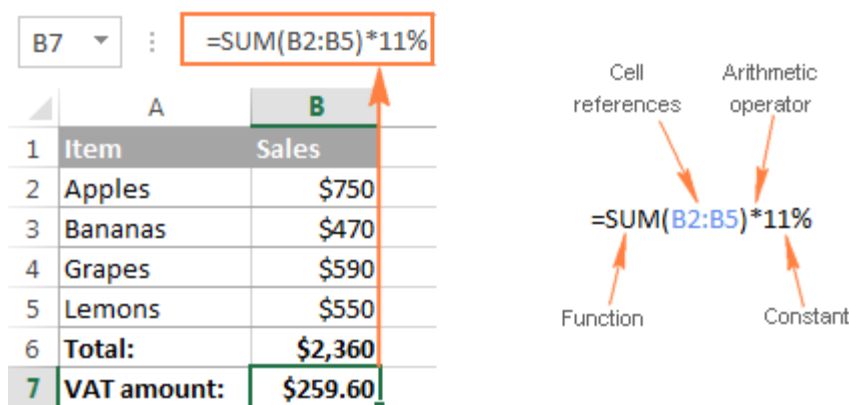 B7 =SUM(B2:B5)*11%
A B
1 Item Sales
2 Apples $750
3 Bananas $470
4 Grapes $590
5 Lemons $550
6 Total: $2,360
7 VAT amount: $259.60
Cell Arithmetic
references operator
=SUM(B2:B5)*11%
Function Constant